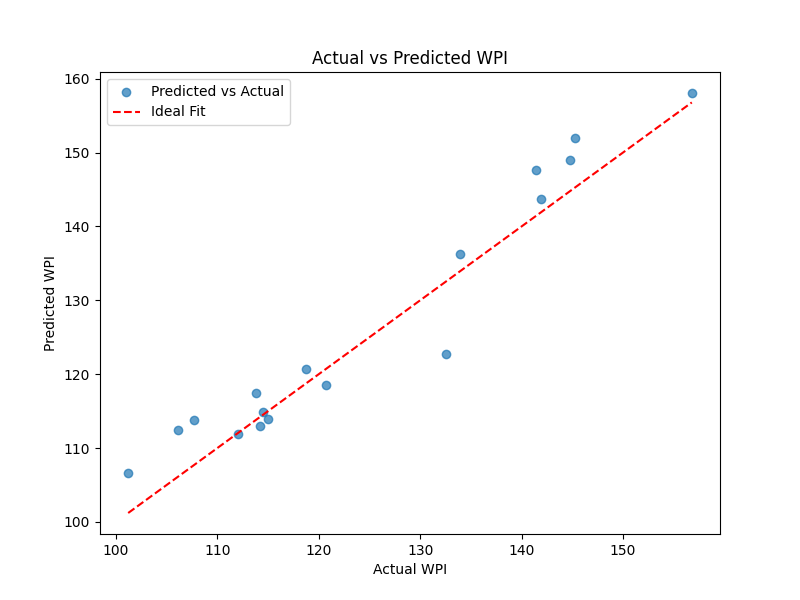 Actual vs Predicted WPI
Predicted vs Actual
Ideal Fit
160
150
140
130
120
110
100
Predicted WPI
100
110
120
130
140
150
Actual WPI